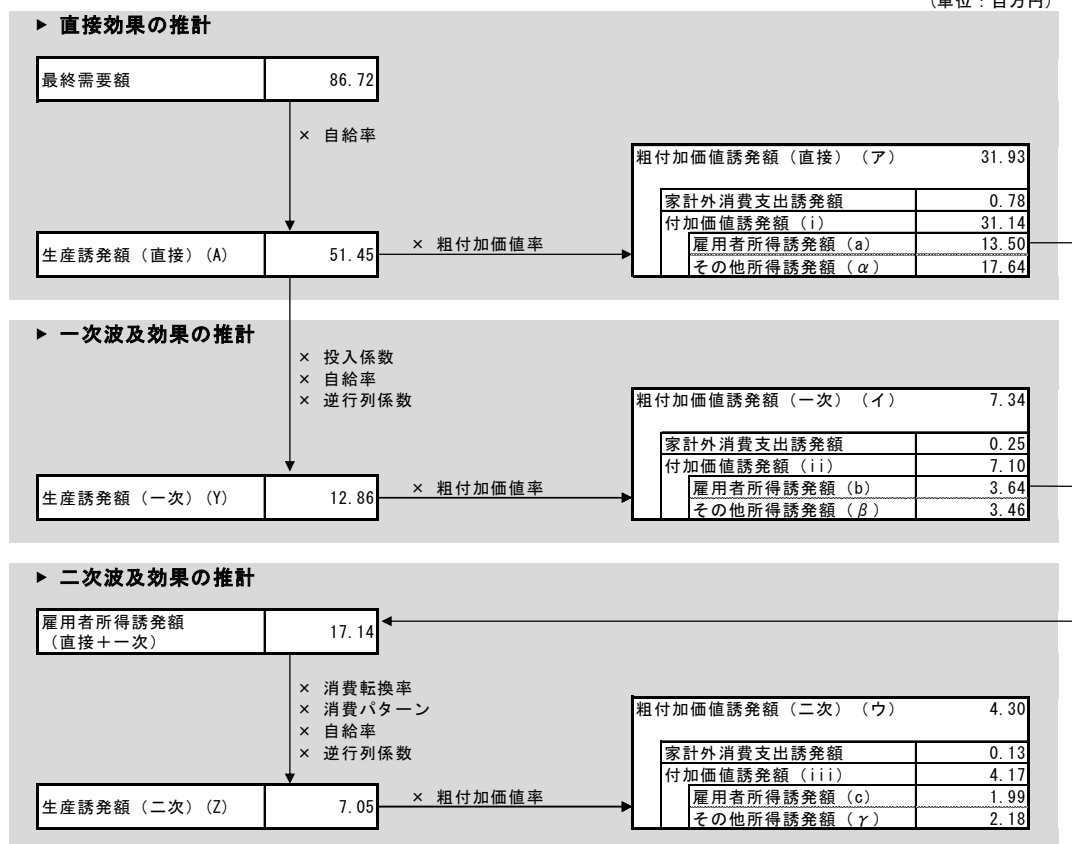 (単位：百万円)
▶ 直接効果の推計
最終需要額 86.72
× 自給率
粗付加価値誘発額（直接）（ア） 31.93
家計外消費支出誘発額 0.78
付加価値誘発額（i） 31.14
雇用者所得誘発額（a） 13.50
その他所得誘発額（α） 17.64
生産誘発額（直接）(A) 51.45
× 粗付加価値率
▶ 一次波及効果の推計
× 投入係数
× 自給率
× 逆行列係数
粗付加価値誘発額（一次）（イ） 7.34
家計外消費支出誘発額 0.25
付加価値誘発額（ii） 7.10
雇用者所得誘発額（b） 3.64
その他所得誘発額（β） 3.46
生産誘発額（一次）(Y) 12.86
× 粗付加価値率
▶ 二次波及効果の推計
雇用者所得誘発額
（直接＋一次） 17.14
× 消費転換率
× 消費パターン
× 自給率
× 逆行列係数
粗付加価値誘発額（二次）（ウ） 4.30
家計外消費支出誘発額 0.13
付加価値誘発額（iii） 4.17
雇用者所得誘発額（c） 1.99
その他所得誘発額（γ） 2.18
生産誘発額（二次）(Z) 7.05
× 粗付加価値率